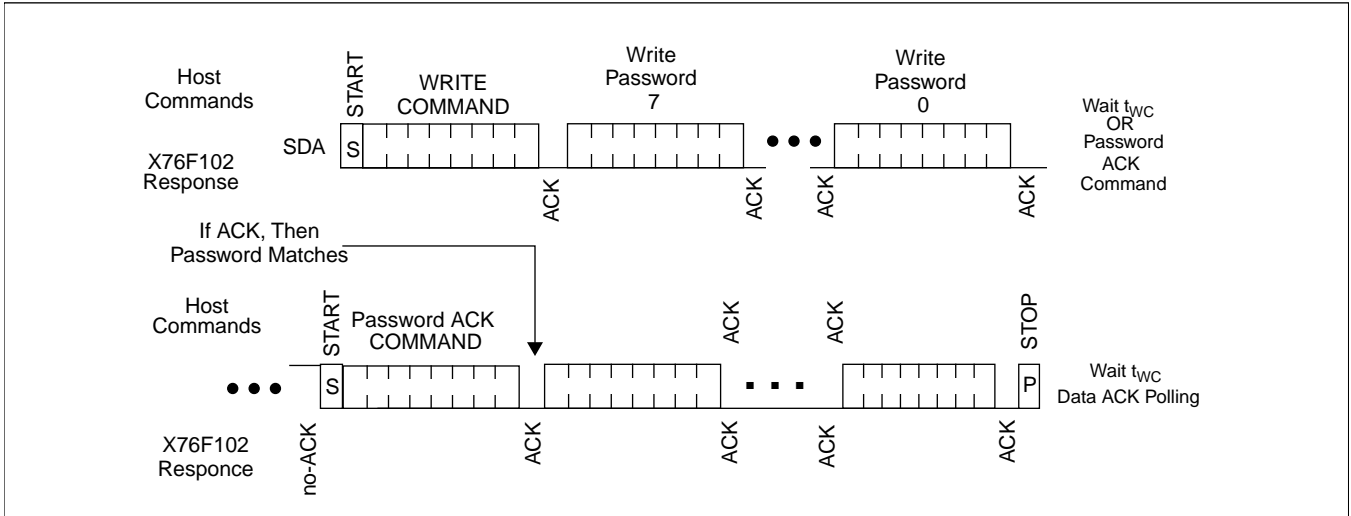 Host
Commands
START
WRITE
COMMAND
Write
Password
7
Write
Password
0
Wait tWC
OR
Password
ACK
Command
SDA
S
X76F102
Response
ACK
ACK
ACK
ACK
If ACK, Then
Password Matches
Host
Commands
START
Password ACK
COMMAND
ACK
ACK
STOP
S
P
Wait tWC
Data ACK Polling
X76F102
Responce
no-ACK
ACK
ACK
ACK
ACK